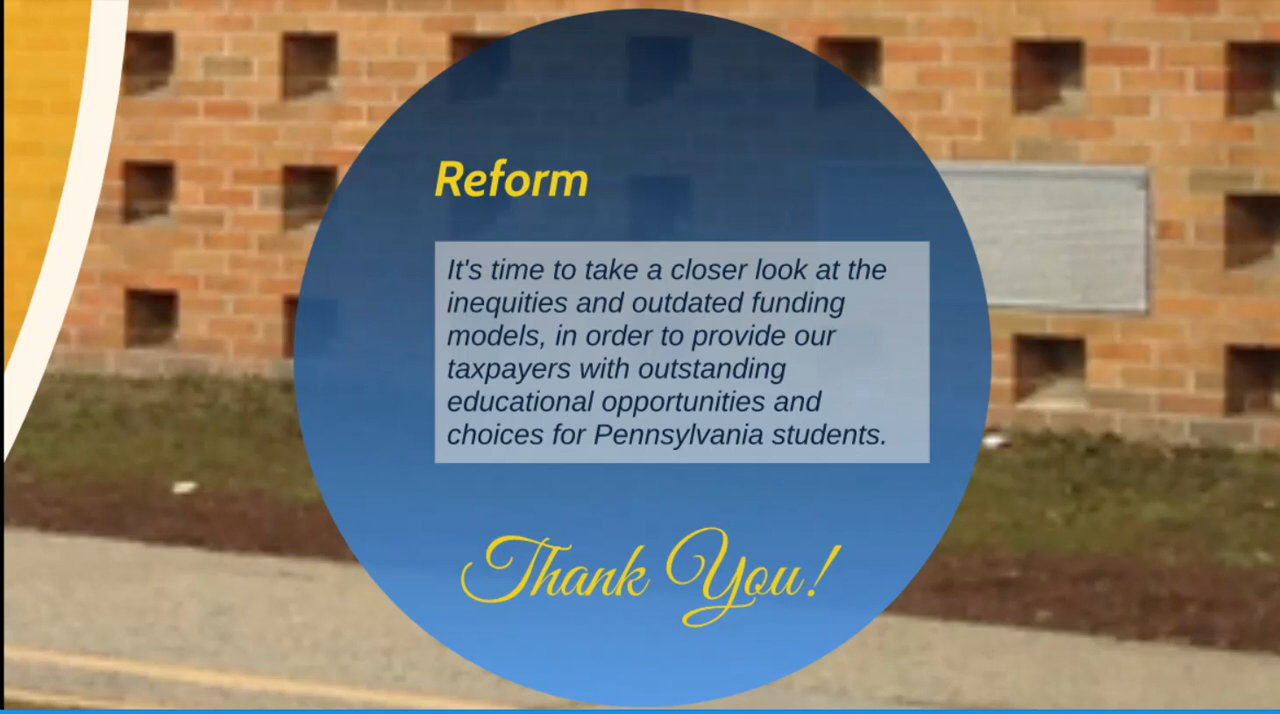 Reform
It's time to take a closer look at the
inequities and outdated funding
models, in order to provide our
taxpayers with outstanding
educational opportunities and
choices for Pennsylvania students.
Thank You!